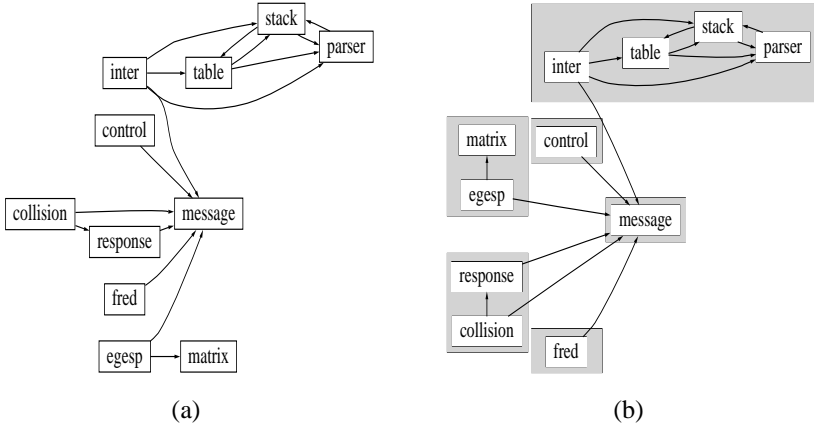 stack
parser
inter
table
control
collision
message
response
fred
egesp
matrix
(a)
stack
parser
table
inter
matrix
control
egesp
message
response
collision
fred
(b)